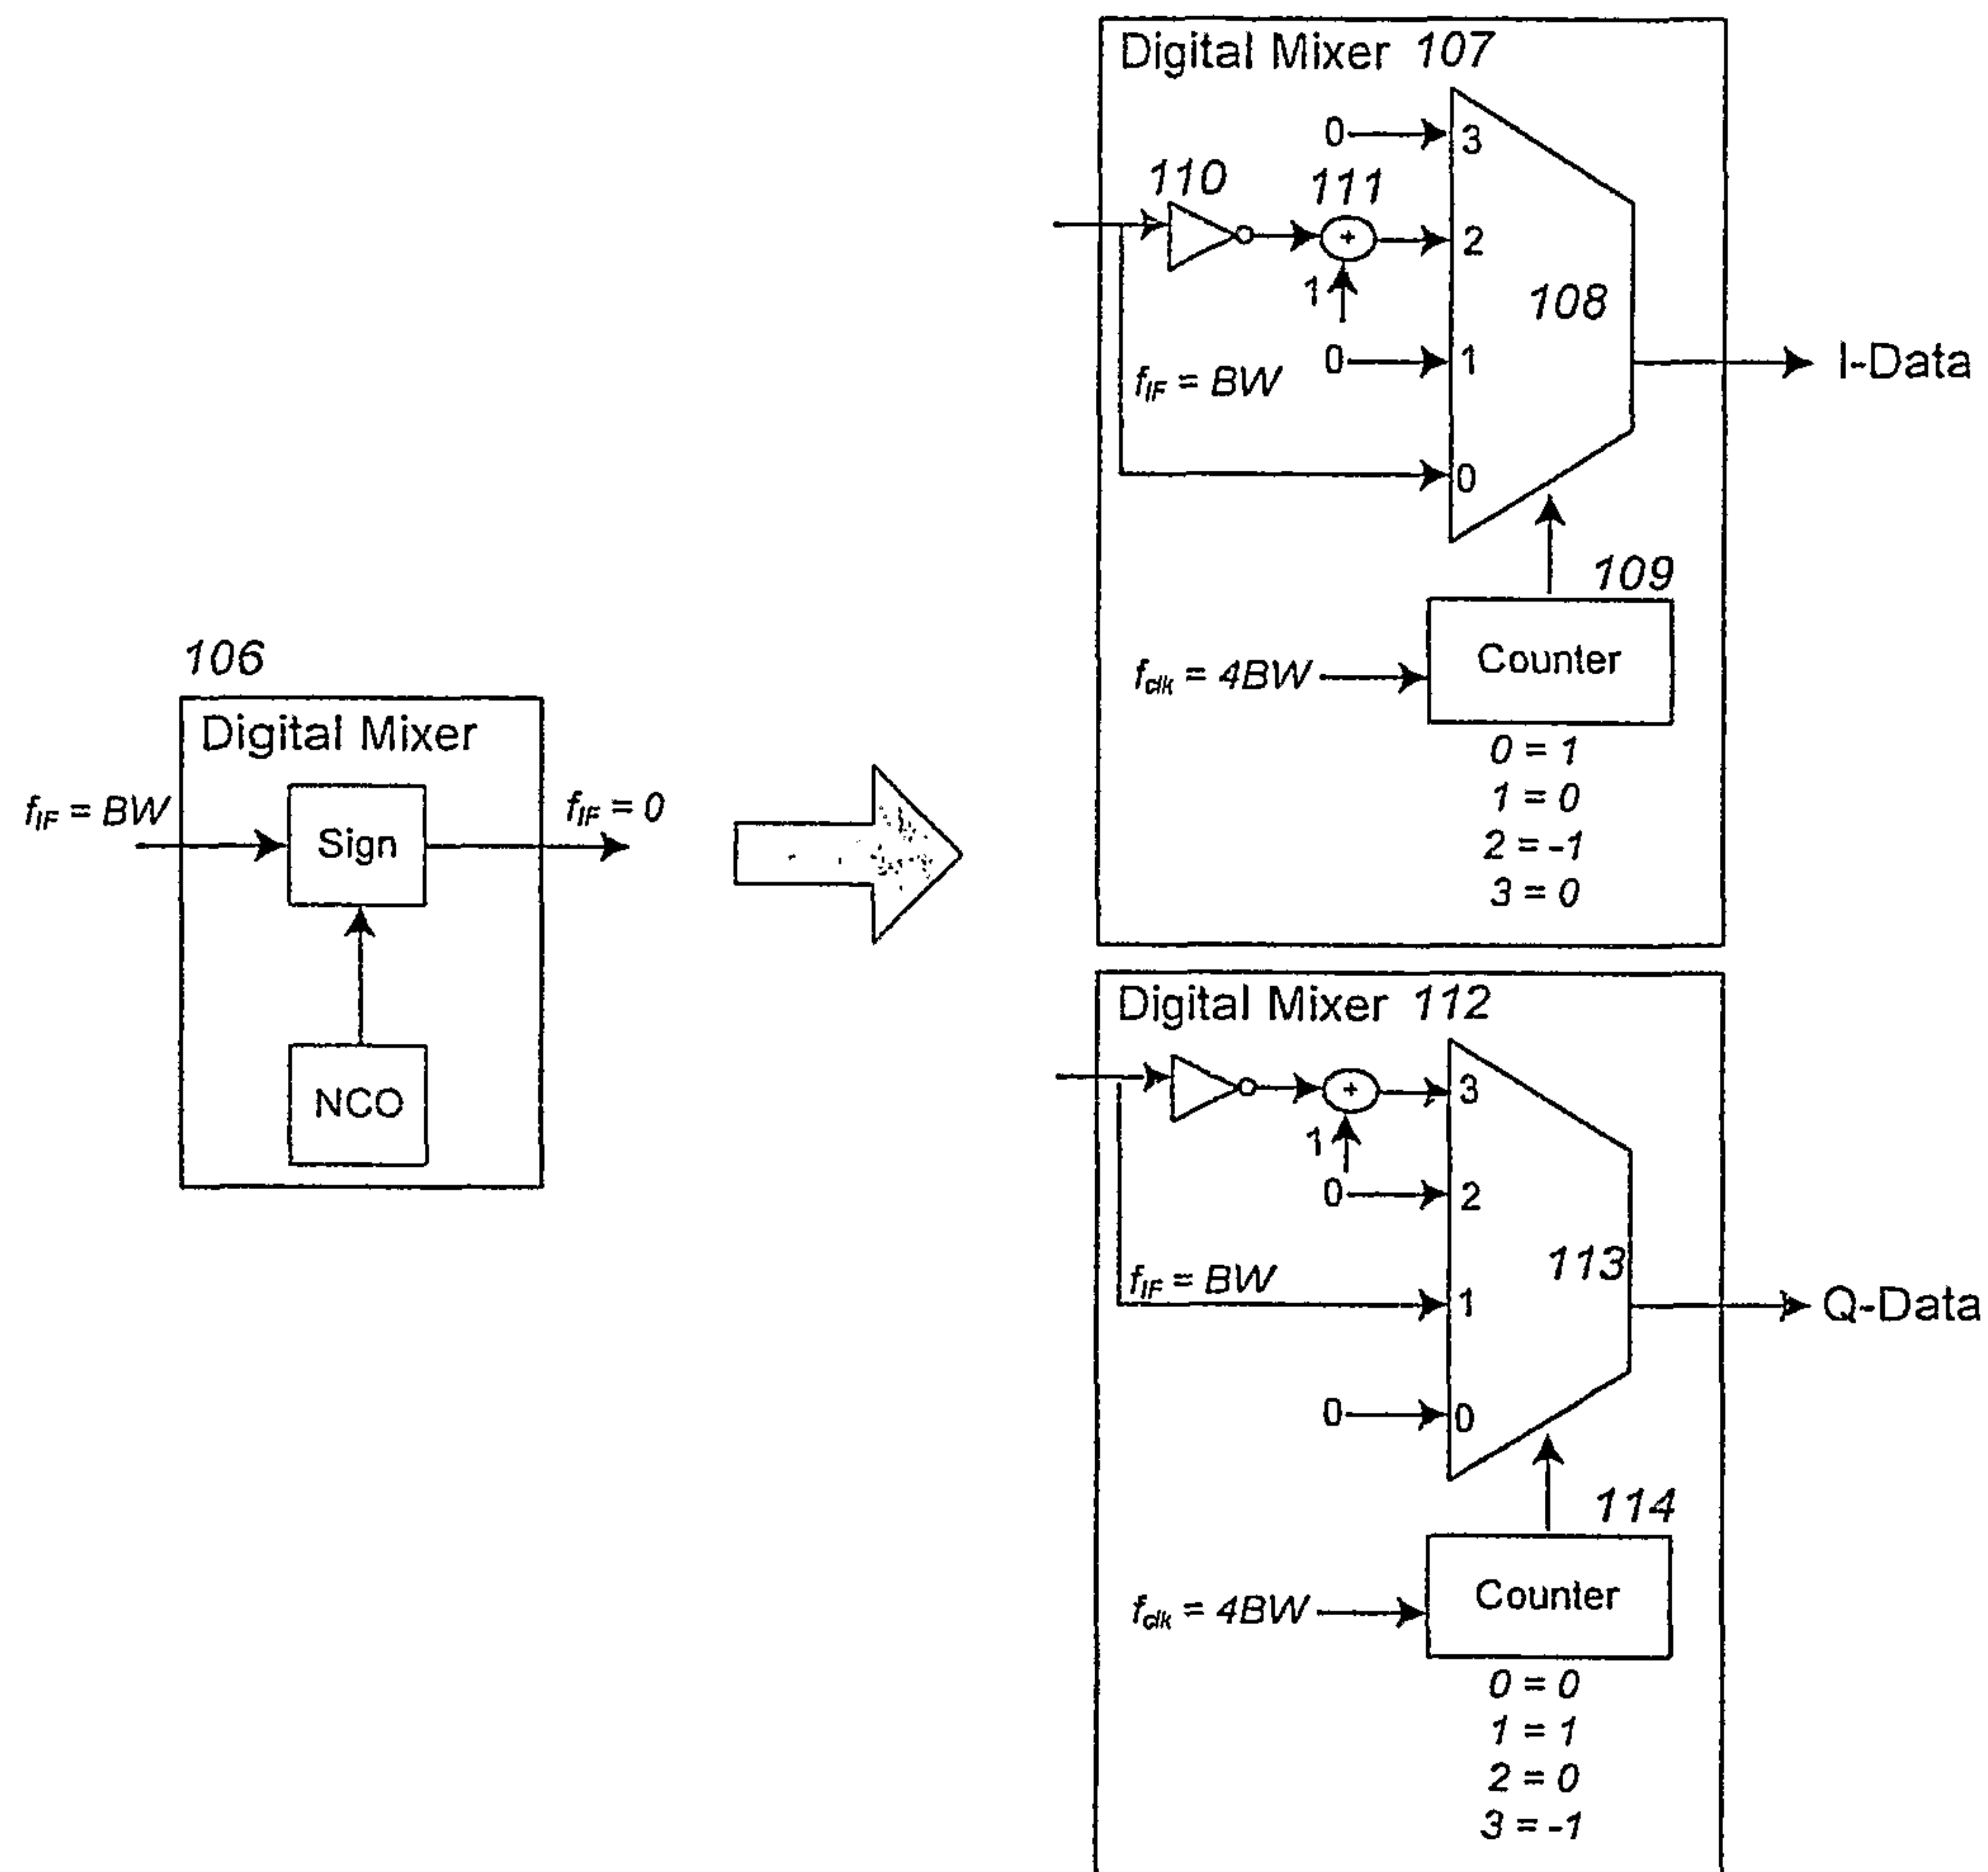 106
Digital Mixer
f_IF = BW
Sign
f_IF = 0
NCO
Digital Mixer 107
0
3
110
111
+
2
1
108
0
1
f_IF = BW
I-Data
0
109
Counter
f_clk = 4BW
0 = 1
1 = 0
2 = -1
3 = 0
Digital Mixer 112
+
3
1
0
2
113
f_IF = BW
1
Q-Data
0
0
114
Counter
f_clk = 4BW
0 = 0
1 = 1
2 = 0
3 = -1